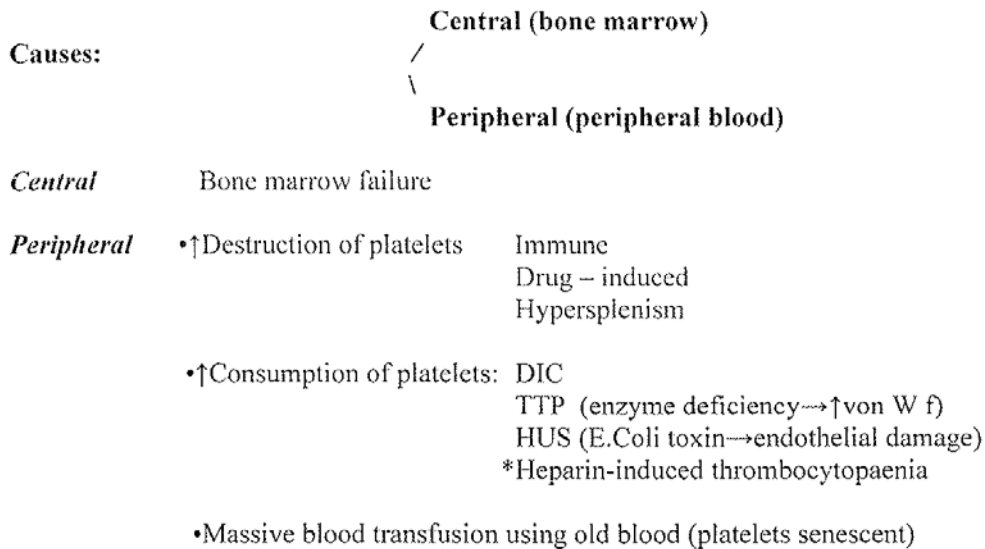 Central (bone marrow)
Causes: /
\
Peripheral (peripheral blood)
Central Bone marrow failure
Peripheral •↑Destruction of platelets Immune
Drug – induced
Hypersplenism
•↑Consumption of platelets: DIC
TTP (enzyme deficiency→↑von W f)
HUS (E.Coli toxin→endothelial damage)
*Heparin-induced thrombocytopaenia
•Massive blood transfusion using old blood (platelets senescent)